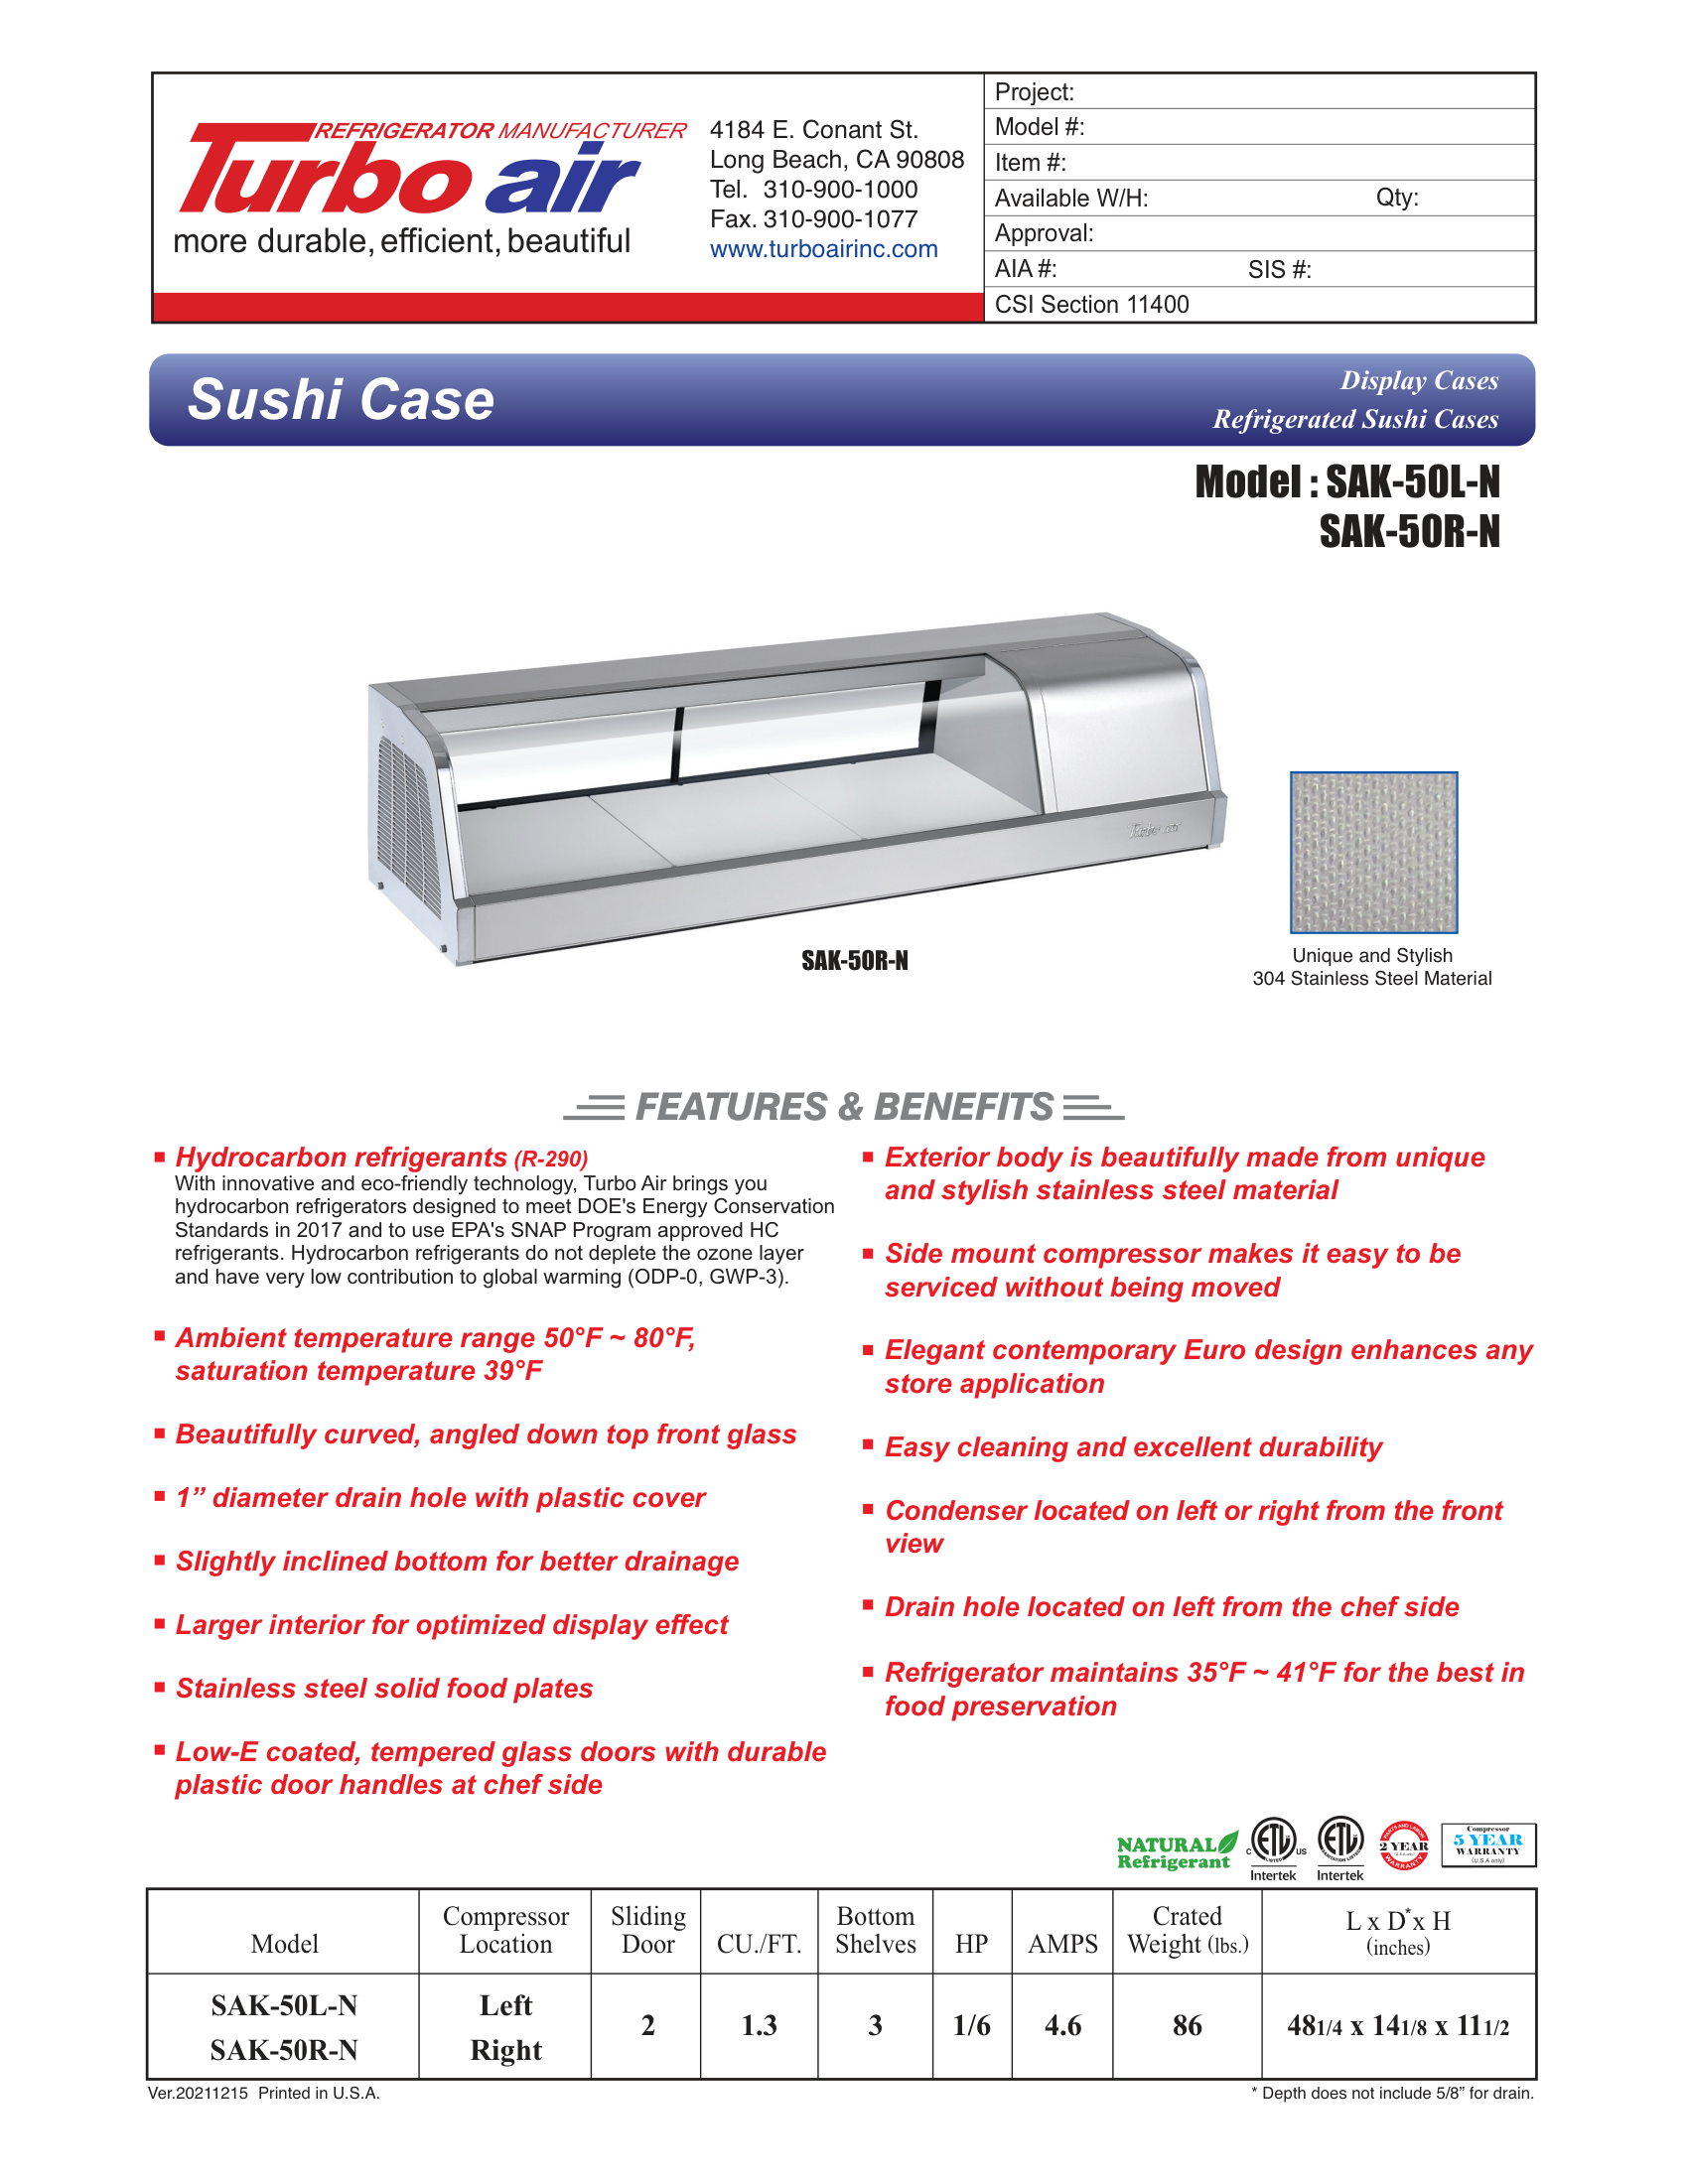 REFRIGERATOR MANUFACTURER
Turbo air
more durable, efficient, beautiful
4184 E. Conant St.
Long Beach, CA 90808
Tel. 310-900-1000
Fax. 310-900-1077
www.turboairinc.com
Project:
Model #:
Item #:
Available W/H: Qty:
Approval:
AIA #: SIS #:
CSI Section 11400
Sushi Case
Display Cases
Refrigerated Sushi Cases
Model : SAK-50L-N
SAK-50R-N
Turbo air
SAK-50R-N
Unique and Stylish
304 Stainless Steel Material
FEATURES & BENEFITS
Hydrocarbon refrigerants (R-290)
With innovative and eco-friendly technology, Turbo Air brings you
hydrocarbon refrigerators designed to meet DOE's Energy Conservation
Standards in 2017 and to use EPA's SNAP Program approved HC
refrigerants. Hydrocarbon refrigerants do not deplete the ozone layer
and have very low contribution to global warming (ODP-0, GWP-3).
Ambient temperature range 50°F ~ 80°F,
saturation temperature 39°F
Beautifully curved, angled down top front glass
1” diameter drain hole with plastic cover
Slightly inclined bottom for better drainage
Larger interior for optimized display effect
Stainless steel solid food plates
Low-E coated, tempered glass doors with durable
plastic door handles at chef side
Exterior body is beautifully made from unique
and stylish stainless steel material
Side mount compressor makes it easy to be
serviced without being moved
Elegant contemporary Euro design enhances any
store application
Easy cleaning and excellent durability
Condenser located on left or right from the front
view
Drain hole located on left from the chef side
Refrigerator maintains 35°F ~ 41°F for the best in
food preservation
NATURAL
Refrigerant
C ETL US
LISTED
Intertek
ETL
SANITATION LISTED
Intertek
PARTS AND LABOR
2 YEAR
WARRANTY
Compressor
5 YEAR
WARRANTY
(U.S.A only)
Model
Compressor
Location
Sliding
Door
CU./FT.
Bottom
Shelves
HP
AMPS
Crated
Weight (lbs.)
L x D* x H
(inches)
SAK-50L-N Left
SAK-50R-N Right
2 1.3 3 1/6 4.6 86 481/4 x 141/8 x 111/2
Ver.20211215 Printed in U.S.A.
* Depth does not include 5/8” for drain.